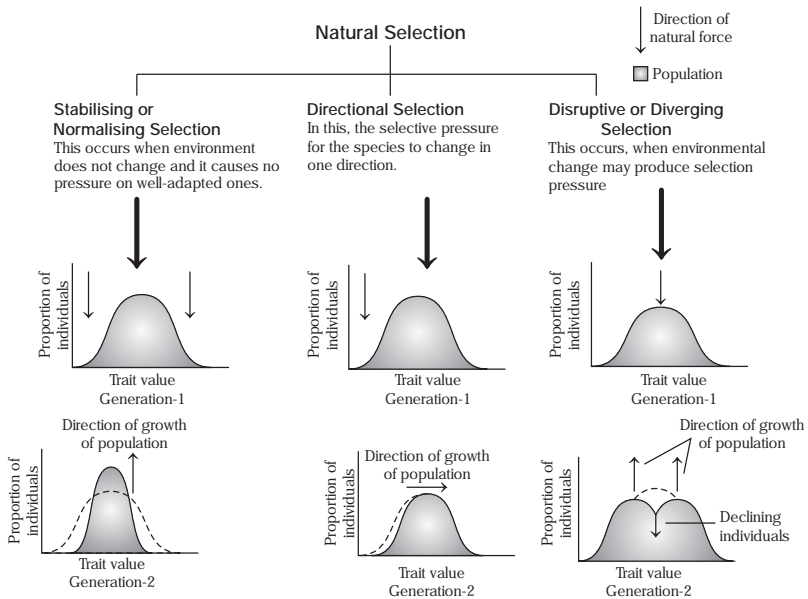 Natural Selection
Direction of
natural force
Population
Stabilising or
Normalising Selection
This occurs when environment
does not change and it causes no
pressure on well-adapted ones.
Directional Selection
In this, the selective pressure
for the species to change in
one direction.
Disruptive or Diverging
Selection
This occurs, when environmental
change may produce selection
pressure
Proportion of
individuals
Trait value
Generation-1
Proportion of
individuals
Trait value
Generation-1
Proportion of
individuals
Trait value
Generation-1
Direction of growth
of population
Proportion of
individuals
Trait value
Generation-2
Direction of growth
of population
Proportion of
individuals
Trait value
Generation-2
Direction of growth
of population
Proportion of
individuals
Declining
individuals
Trait value
Generation-2